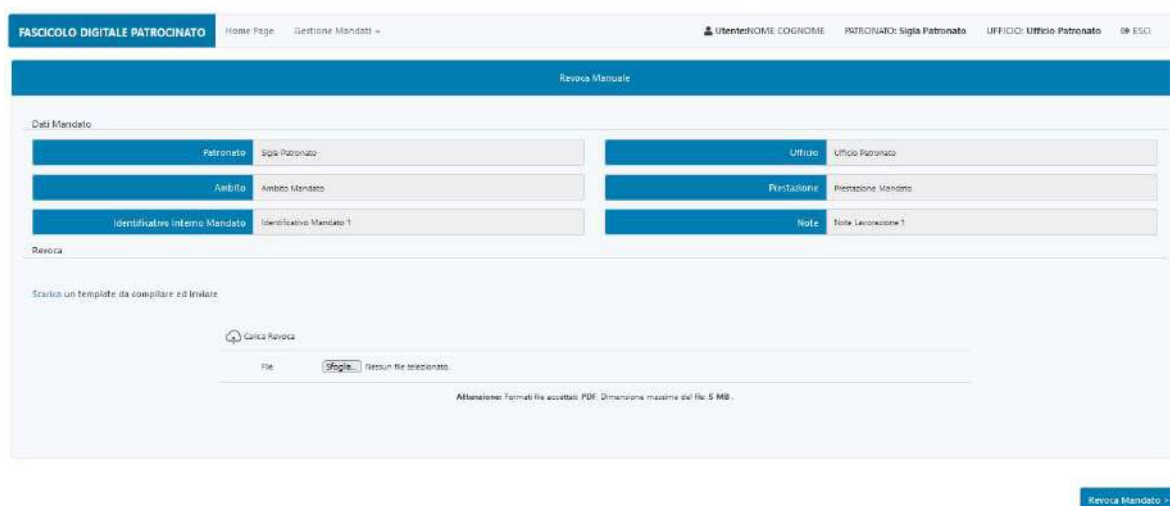 FASCICOLO DIGITALE PATROCINATO Home Page Gestione Mandati Utente:NOME COGNOME PATRONATO: Sigla Patronato UFFICIO: Ufficio Patronato ESCI
Revoca Manuale
Dati Mandato
Patronato Sigla Patronato Ufficio Ufficio Patronato
Ambito Ambito Mandato Prestazione Prestazione Mandato
Identificativo Interno Mandato Identificativo Mandato 1 Note Note Lavorazione 1
Revoca
Scarica un template da compilare ed inviare
Carica Revoca
File Sfoglia... Nessun file selezionato.
Attenzione: Formati file accettati: PDF. Dimensione massima del file: 5 MB.
Revoca Mandato >